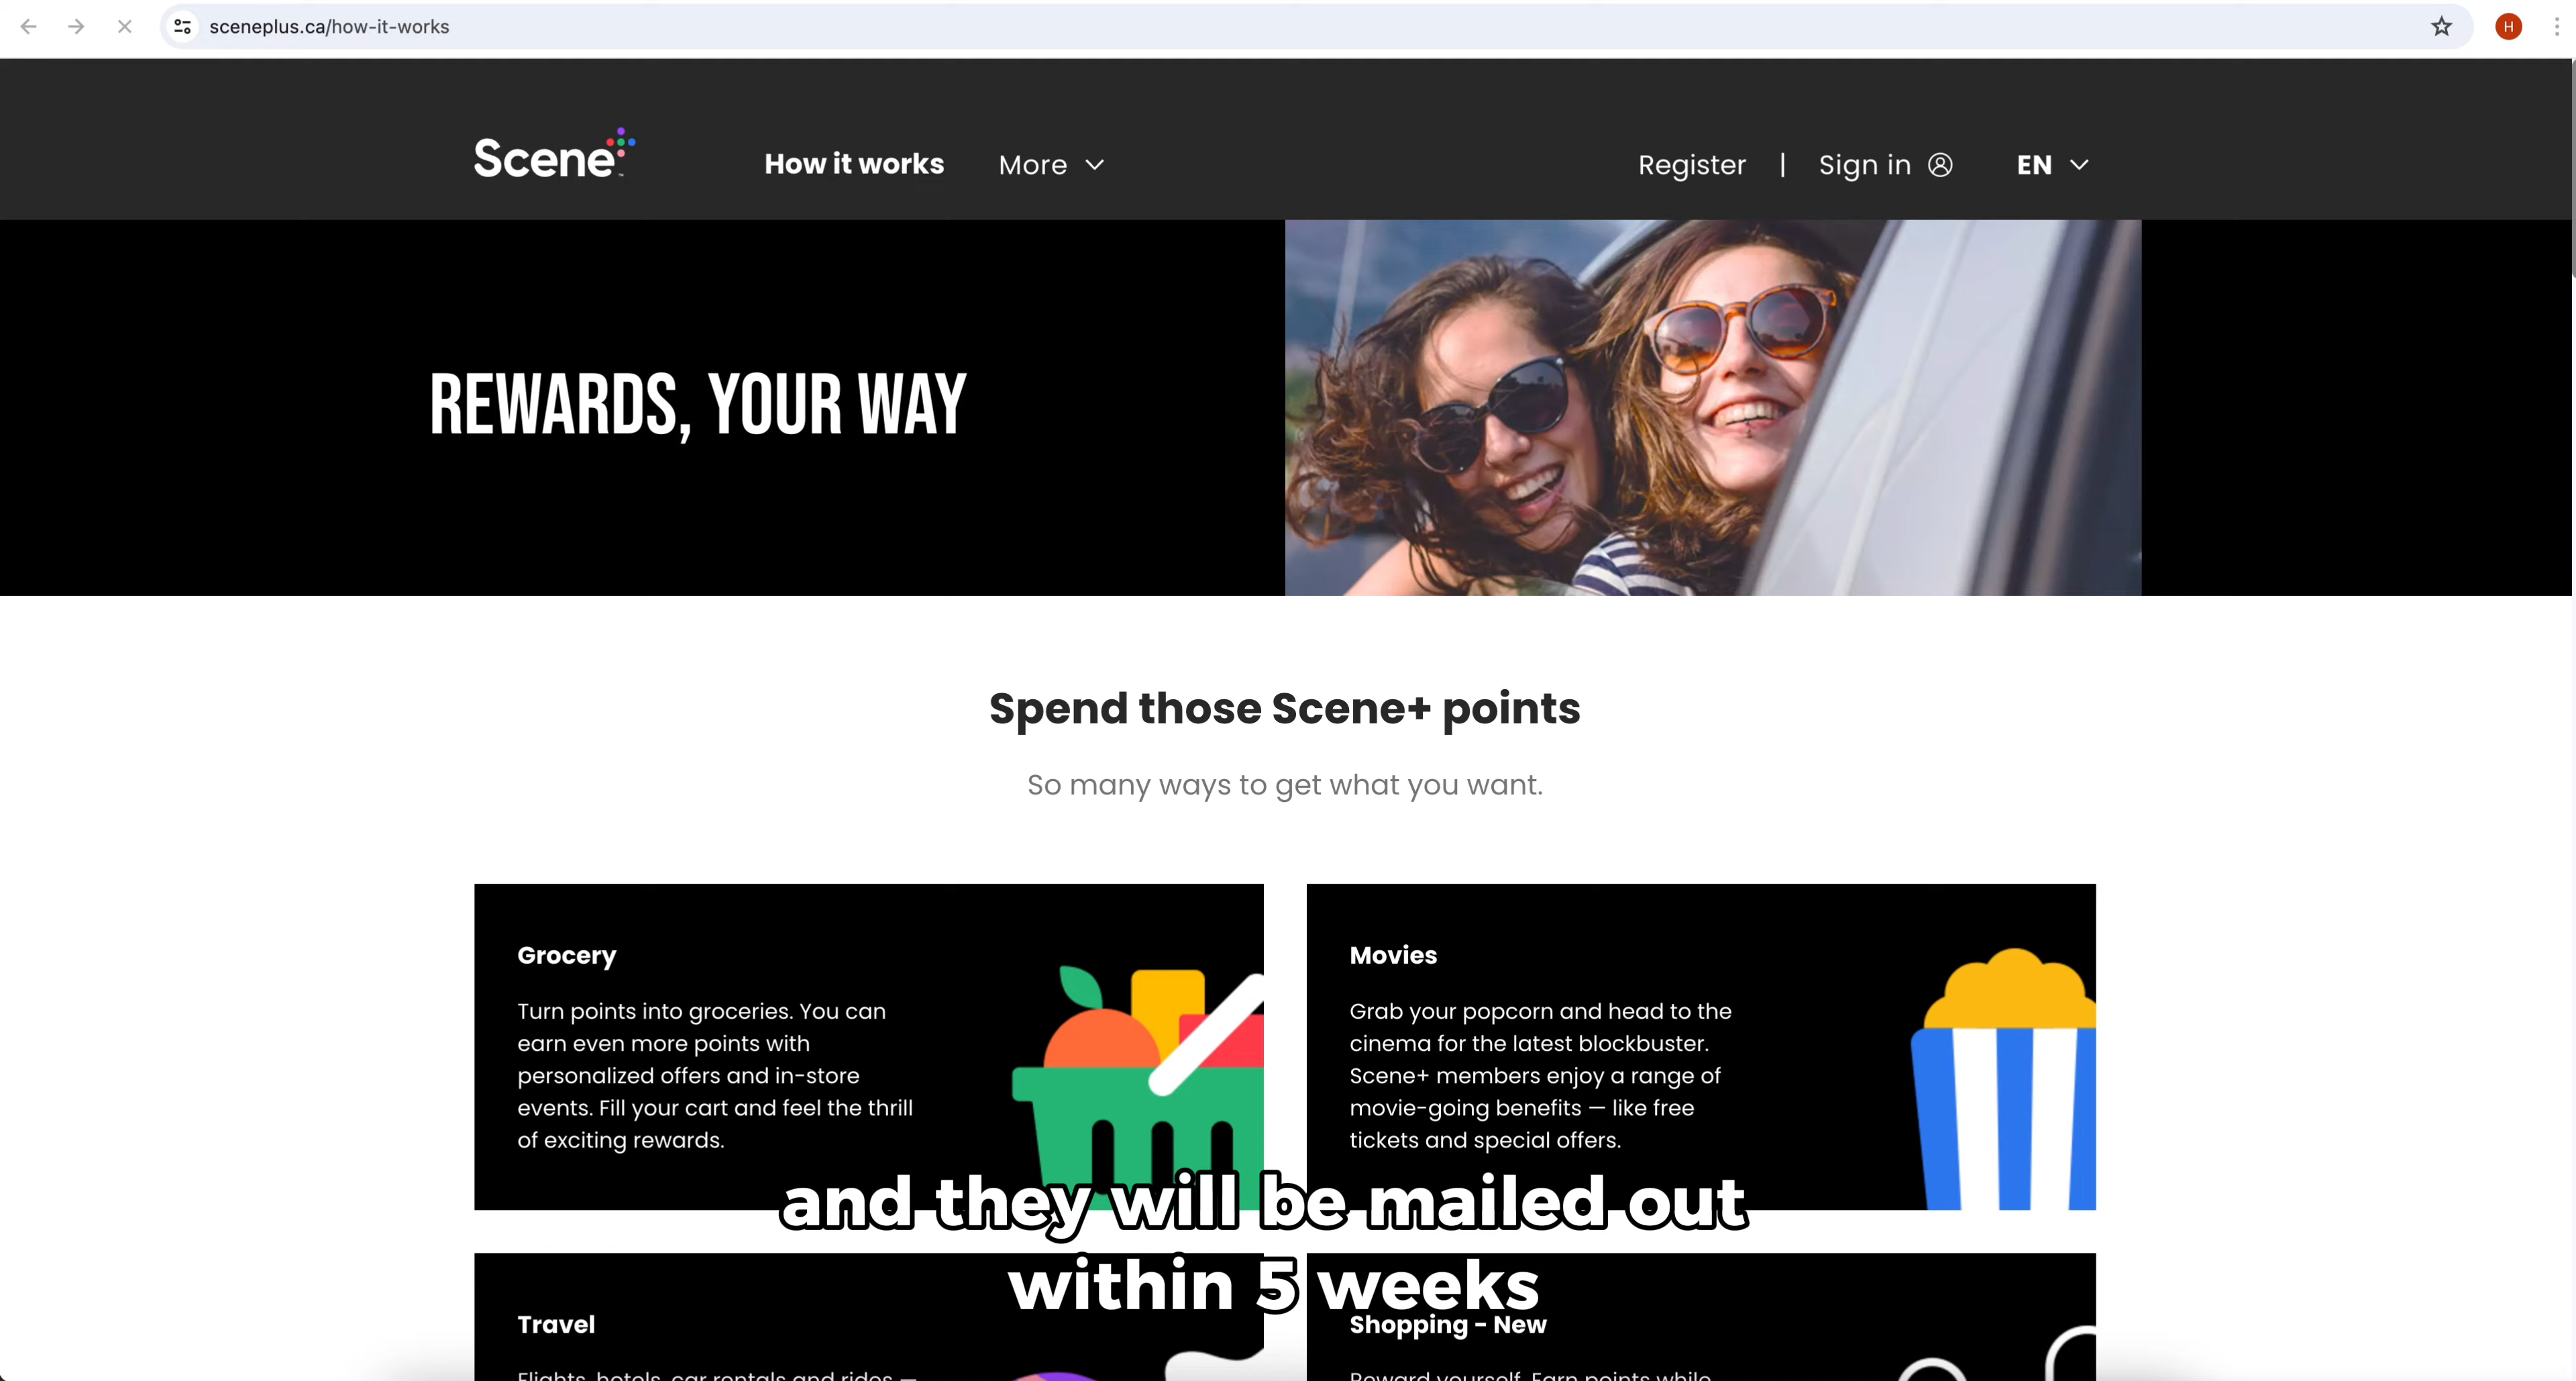 sceneplus.ca/how-it-works
H
Scene+™
How it works
More
Register | Sign in
EN
REWARDS, YOUR WAY
Spend those Scene+ points
So many ways to get what you want.
Grocery
Turn points into groceries. You can
earn even more points with
personalized offers and in-store
events. Fill your cart and feel the thrill
of exciting rewards.
Movies
Grab your popcorn and head to the
cinema for the latest blockbuster.
Scene+ members enjoy a range of
movie-going benefits — like free
tickets and special offers.
and they will be mailed out
within 5 weeks
Travel
Flights, hotels, car rentals and rides —
Shopping - New
Reward yourself. Earn points while